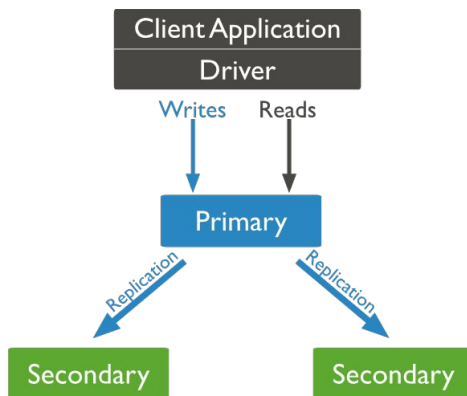 Client Application
Driver
Writes Reads
Primary
Replication Replication
Secondary Secondary